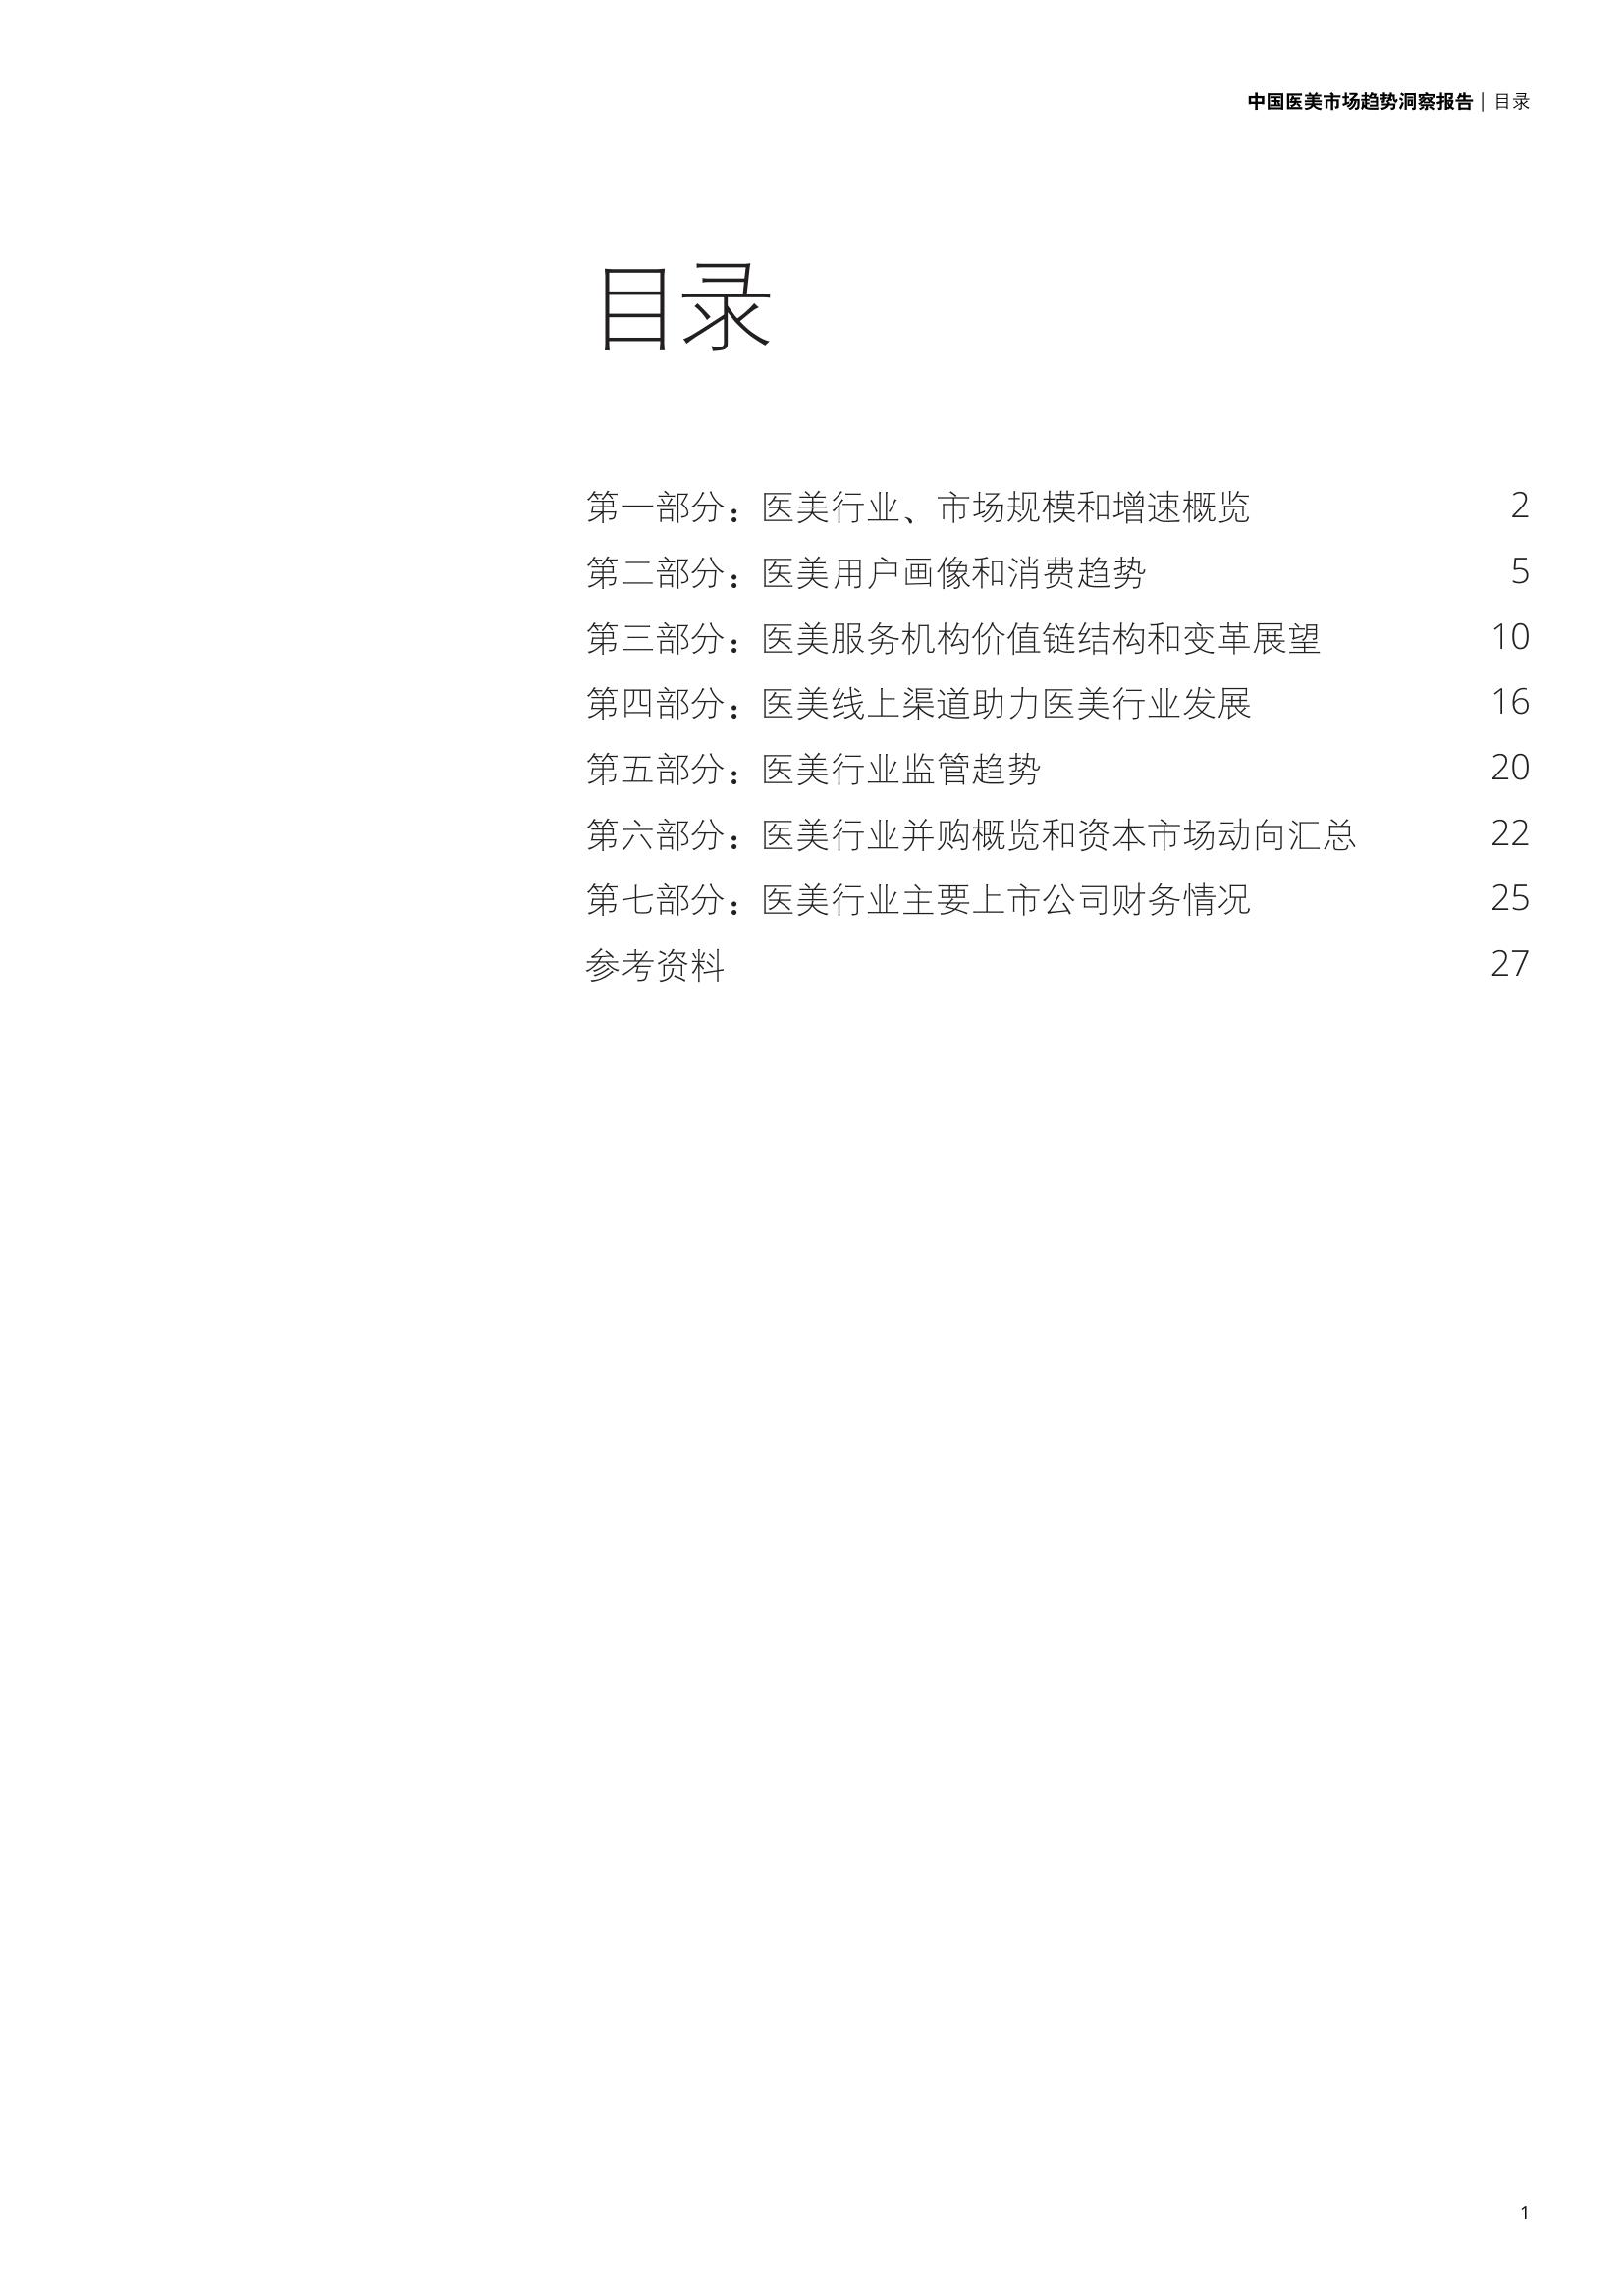 中国医美市场趋势洞察报告 | 目录
目录
第一部分：医美行业、市场规模和增速概览 2
第二部分：医美用户画像和消费趋势 5
第三部分：医美服务机构价值链结构和变革展望 10
第四部分：医美线上渠道助力医美行业发展 16
第五部分：医美行业监管趋势 20
第六部分：医美行业并购概览和资本市场动向汇总 22
第七部分：医美行业主要上市公司财务情况 25
参考资料 27
1